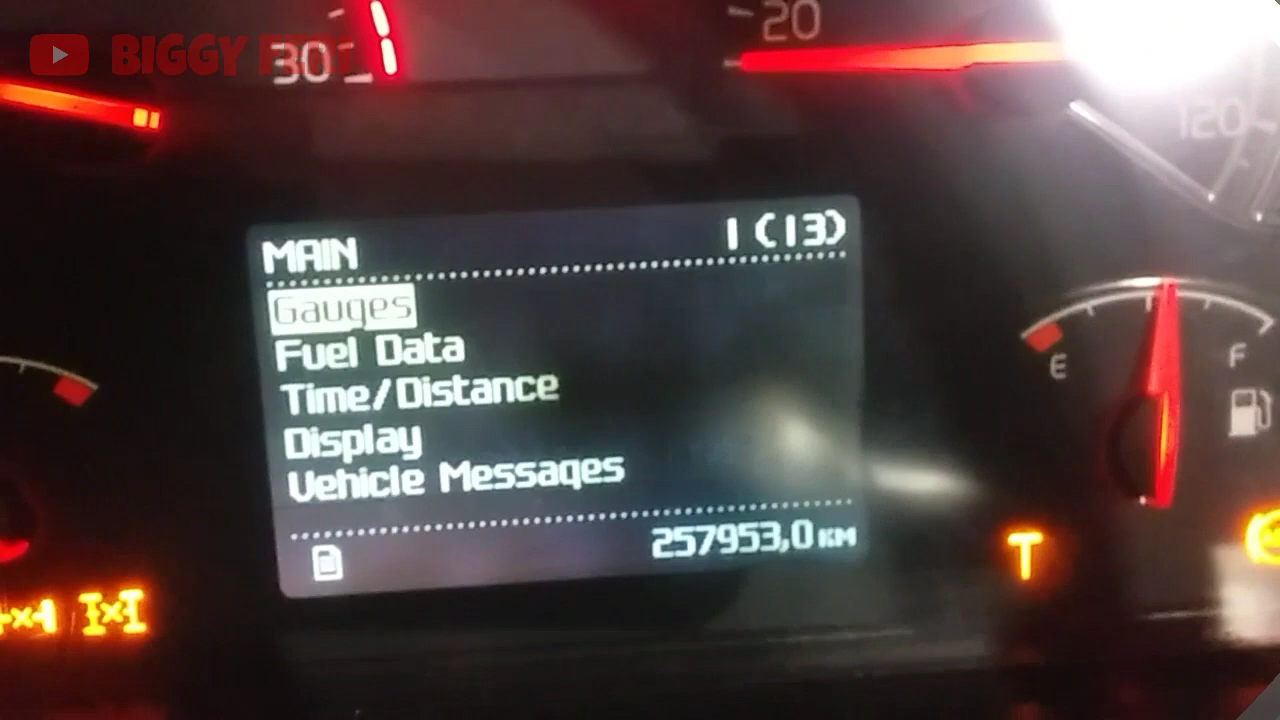 BIGGY
30
20
120
MAIN 1 (13)
Gauges
Fuel Data
Time/Distance
Display
Vehicle Messages
257953,0 KM
E
F
T